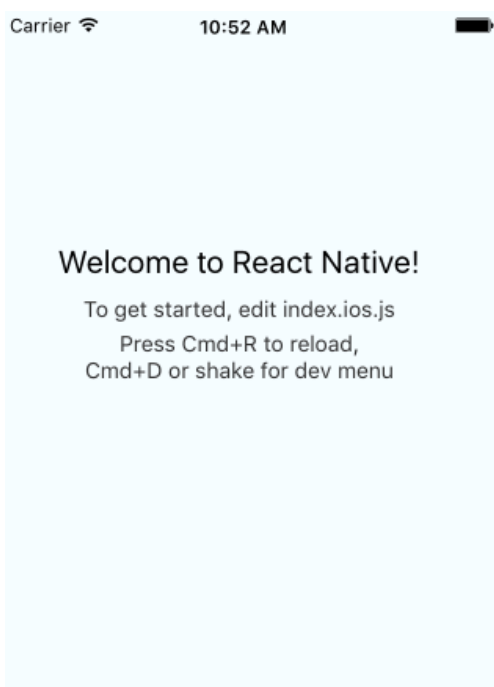 Carrier 10:52 AM
Welcome to React Native!
To get started, edit index.ios.js
Press Cmd+R to reload,
Cmd+D or shake for dev menu